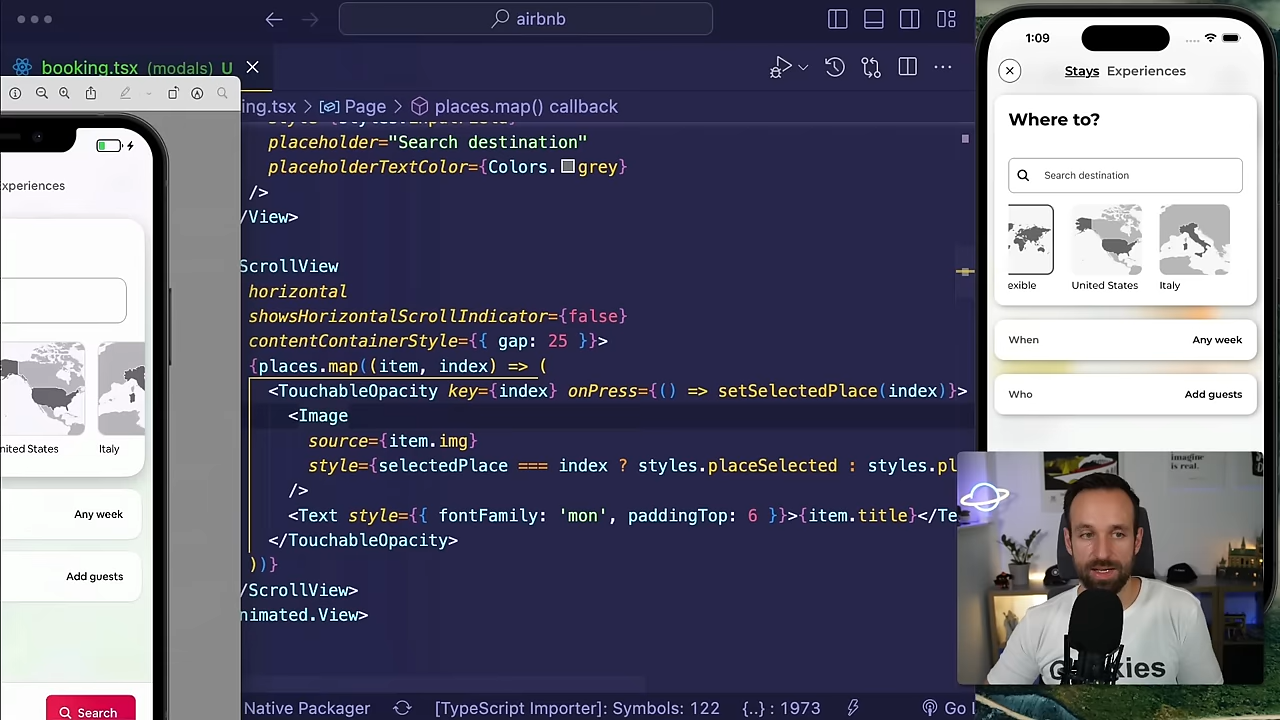 airbnb
booking.tsx (modals) U
ing.tsx > Page > places.map() callback
placeholder="Search destination"
placeholderTextColor={Colors.grey}
/>
/View>
ScrollView
horizontal
showsHorizontalScrollIndicator={false}
contentContainerStyle={{ gap: 25 }}>
{places.map((item, index) => (
<TouchableOpacity key={index} onPress={() => setSelectedPlace(index)}>
<Image
source={item.img}
style={selectedPlace === index ? styles.placeSelected : styles.pl
/>
<Text style={{ fontFamily: 'mon', paddingTop: 6 }}>{item.title}</Te
</TouchableOpacity>
))}
/ScrollView>
nimated.View>
Native Packager
[TypeScript Importer]: Symbols: 122
{..} : 1973
Go L
xperiences
nited States
Italy
Any week
Add guests
Search
1:09
Stays Experiences
Where to?
Search destination
exible
United States
Italy
When
Any week
Who
Add guests
imagine
is real.